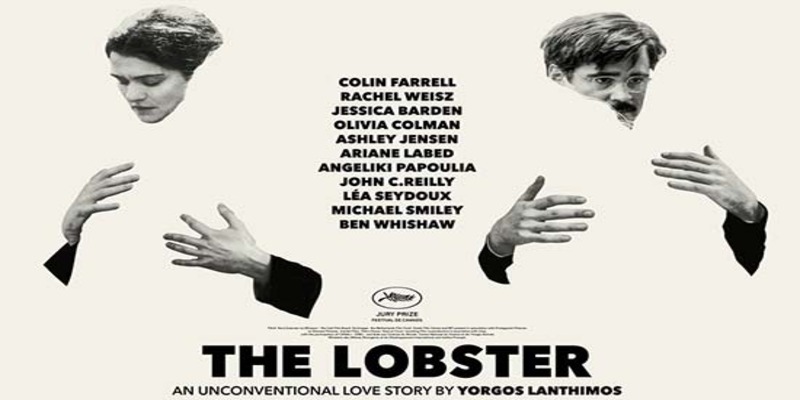 COLIN FARRELL
RACHEL WEISZ
JESSICA BARDEN
OLIVIA COLMAN
ASHLEY JENSEN
ARIANE LABED
ANGELIKI PAPOULIA
JOHN C.REILLY
LÉA SEYDOUX
MICHAEL SMILEY
BEN WHISHAW
JURY PRIZE
FESTIVAL DE CANNES
THE LOBSTER
AN UNCONVENTIONAL LOVE STORY BY YORGOS LANTHIMOS